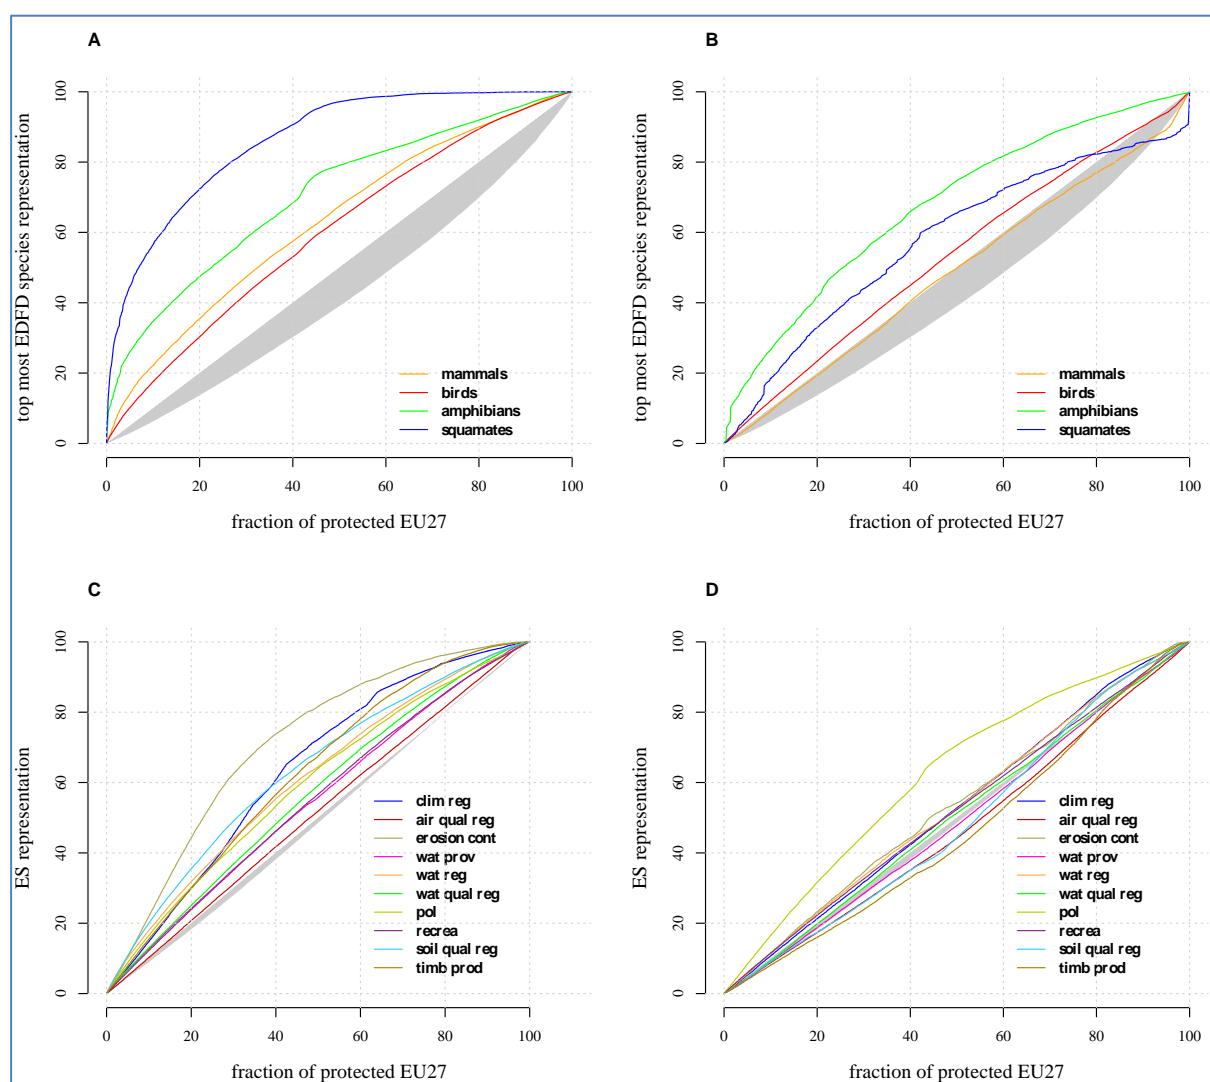 A
top most EDFD species representation
100
80
60
40
20
0
mammals
birds
amphibians
squamates
0 20 40 60 80 100
fraction of protected EU27
B
top most EDFD species representation
100
80
60
40
20
0
mammals
birds
amphibians
squamates
0 20 40 60 80 100
fraction of protected EU27
C
ES representation
100
80
60
40
20
0
clim reg
air qual reg
erosion cont
wat prov
wat reg
wat qual reg
pol
recrea
soil qual reg
timb prod
0 20 40 60 80 100
fraction of protected EU27
D
ES representation
100
80
60
40
20
0
clim reg
air qual reg
erosion cont
wat prov
wat reg
wat qual reg
pol
recrea
soil qual reg
timb prod
0 20 40 60 80 100
fraction of protected EU27